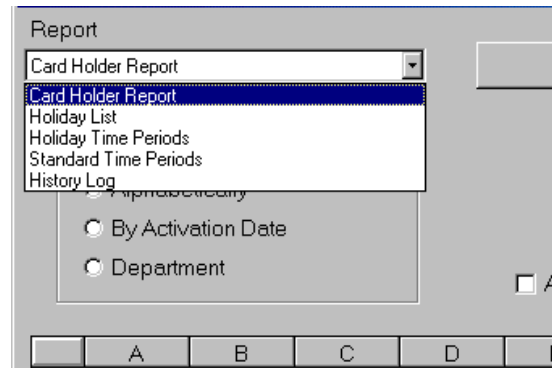 Report
Card Holder Report
Card Holder Report
Holiday List
Holiday Time Periods
Standard Time Periods
History Log
Alphabetically
By Activation Date
Department
A
A B C D